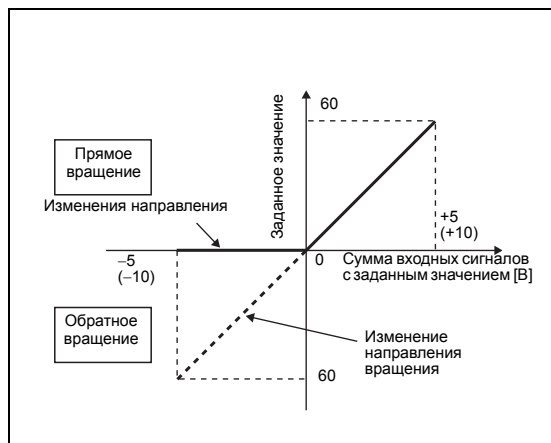 60
Заданное значение
Прямое
вращение
Изменения направления
+5
(+10)
−5
(−10)
0
Сумма входных сигналов
с заданным значением [В]
Обратное
вращение
Изменение
направления
вращения
60